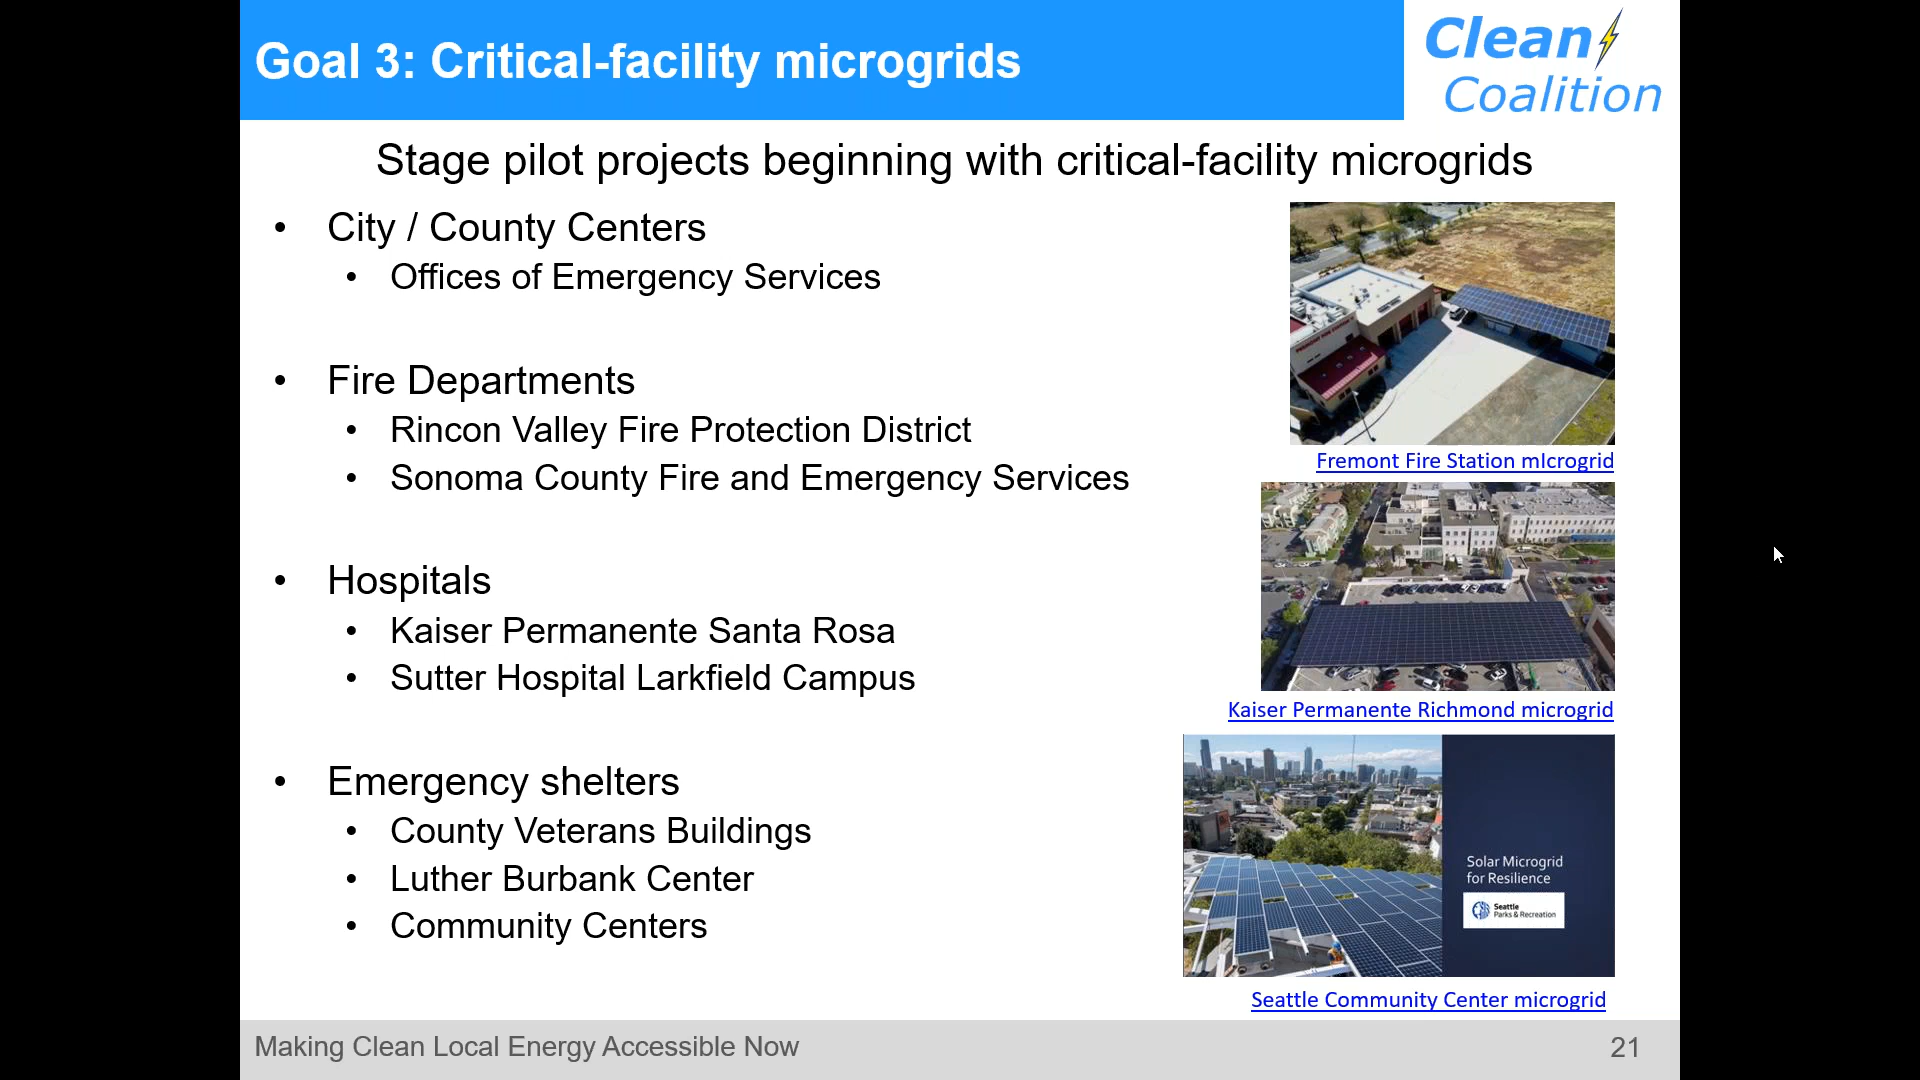 Goal 3: Critical-facility microgrids
Clean
Coalition
Stage pilot projects beginning with critical-facility microgrids
• City / County Centers
• Offices of Emergency Services
• Fire Departments
• Rincon Valley Fire Protection District
• Sonoma County Fire and Emergency Services
• Hospitals
• Kaiser Permanente Santa Rosa
• Sutter Hospital Larkfield Campus
• Emergency shelters
• County Veterans Buildings
• Luther Burbank Center
• Community Centers
Fremont Fire Station mIcrogrid
Kaiser Permanente Richmond microgrid
Solar Microgrid
for Resilience
Seattle
Parks & Recreation
Seattle Community Center microgrid
Making Clean Local Energy Accessible Now
21